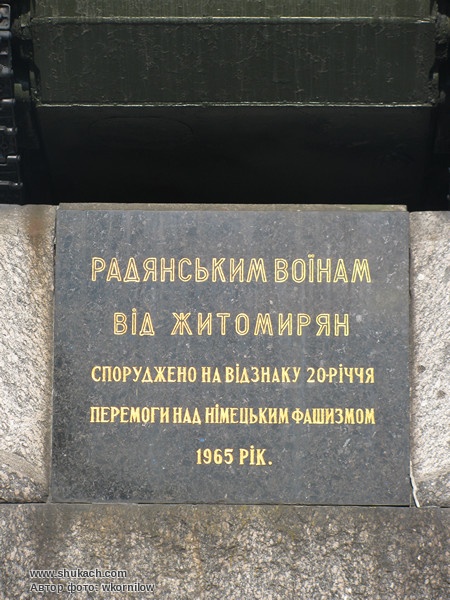 РАДЯНСЬКИМ ВОЇНАМ
ВІД ЖИТОМИРЯН
СПОРУДЖЕНО НА ВІДЗНАКУ 20-РІЧЧЯ
ПЕРЕМОГИ НАД НІМЕЦЬКИМ ФАШИЗМОМ
1965 РІК.
www.shukach.com
Автор фото: wkornilow